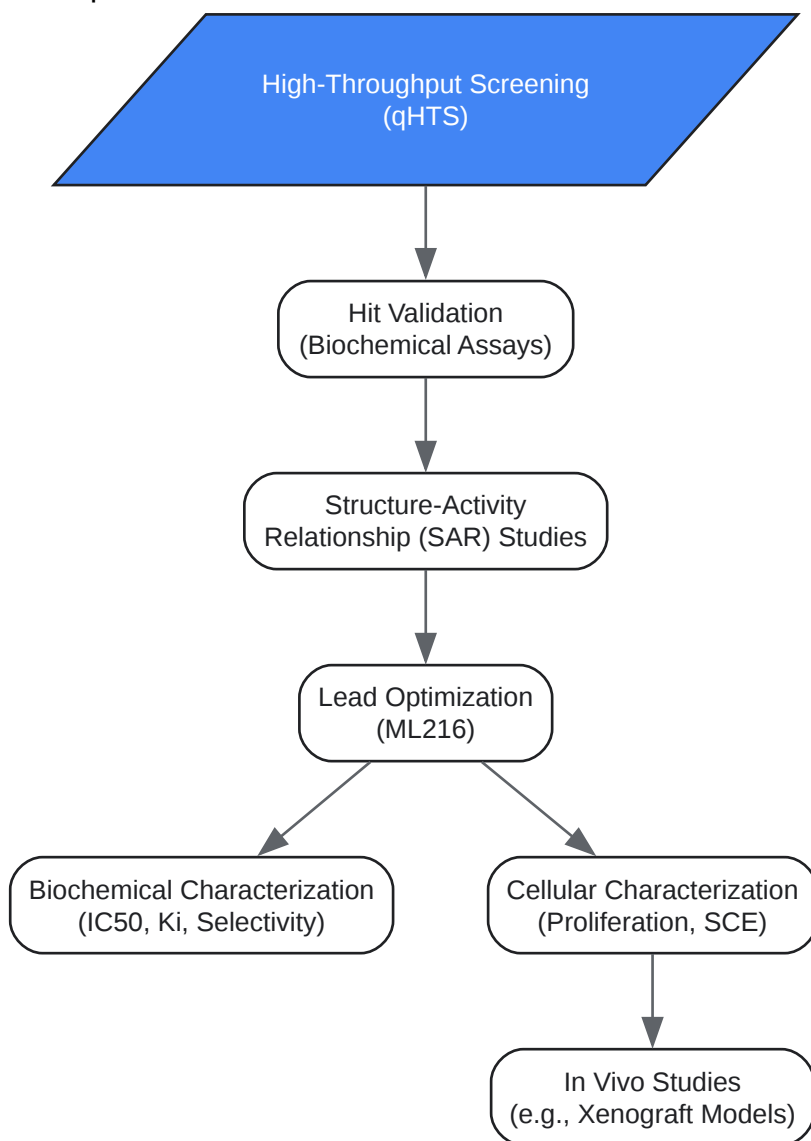 High-Throughput Screening
(qHTS)
Hit Validation
(Biochemical Assays)
Structure-Activity
Relationship (SAR) Studies
Lead Optimization
(ML216)
Biochemical Characterization
(IC50, Ki, Selectivity)
Cellular Characterization
(Proliferation, SCE)
In Vivo Studies
(e.g., Xenograft Models)